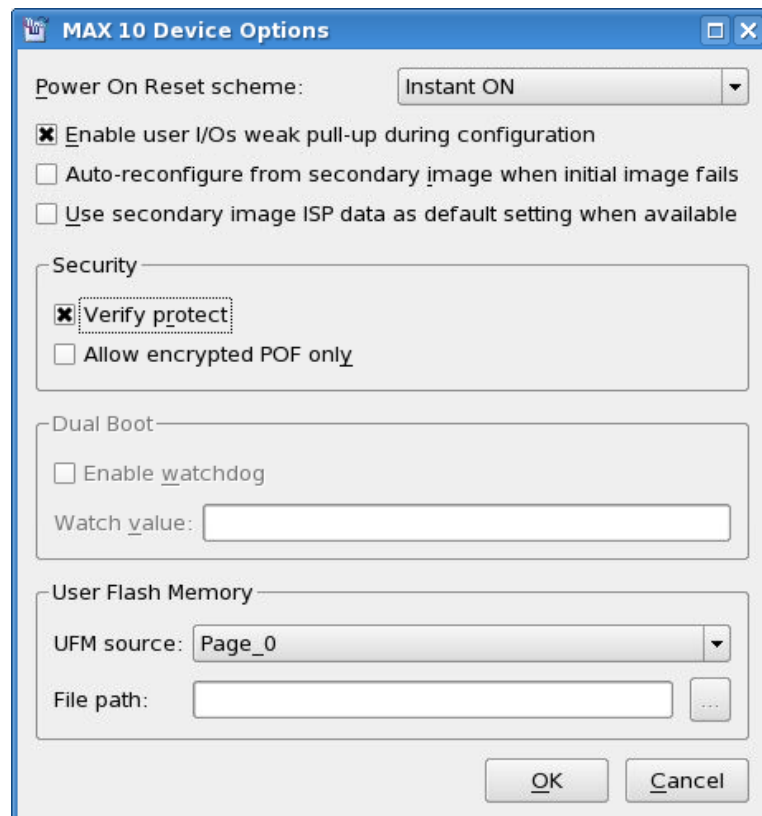 MAX 10 Device Options
Power On Reset scheme: Instant ON
Enable user I/Os weak pull-up during configuration
Auto-reconfigure from secondary image when initial image fails
Use secondary image ISP data as default setting when available
Security
Verify protect
Allow encrypted POF only
Dual Boot
Enable watchdog
Watch value:
User Flash Memory
UFM source: Page_0
File path: ...
OK Cancel